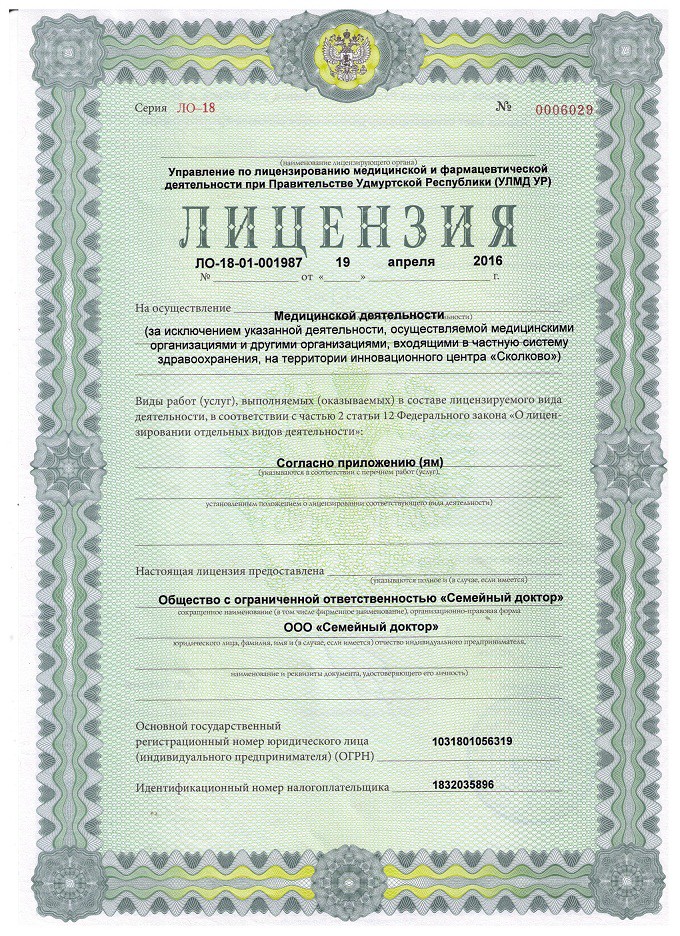 Серия ЛО-18 № 0006029
(наименование лицензирующего органа)
Управление по лицензированию медицинской и фармацевтической
деятельности при Правительстве Удмуртской Республики (УЛМД УР)
ЛИЦЕНЗИЯ
ЛО-18-01-001987 19 апреля 2016
№ от « » г.
На осуществление
Медицинской деятельности
(за исключением указанной деятельности, осуществляемой медицинскими
организациями и другими организациями, входящими в частную систему
здравоохранения, на территории инновационного центра «Сколково»)
Виды работ (услуг), выполняемых (оказываемых) в составе лицензируемого вида
деятельности, в соответствии с частью 2 статьи 12 Федерального закона «О лицен-
зировании отдельных видов деятельности»:
Согласно приложению (ям)
(указываются в соответствии с перечнем работ (услуг),
установленным положением о лицензировании соответствующего вида деятельности)
Настоящая лицензия предоставлена
(указываются полное и (в случае, если имеется)
Общество с ограниченной ответственностью «Семейный доктор»
сокращенное наименование (в том числе фирменное наименование), организационно-правовая форма
ООО «Семейный доктор»
юридического лица, фамилия, имя и (в случае, если имеется) отчество индивидуального предпринимателя,
наименование и реквизиты документа, удостоверяющего его личность)
Основной государственный
регистрационный номер юридического лица 1031801056319
(индивидуального предпринимателя) (ОГРН)
Идентификационный номер налогоплательщика 1832035896